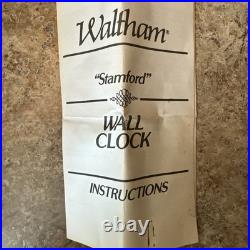 Waltham®
"Stamford"
WALL
CLOCK
INSTRUCTIONS